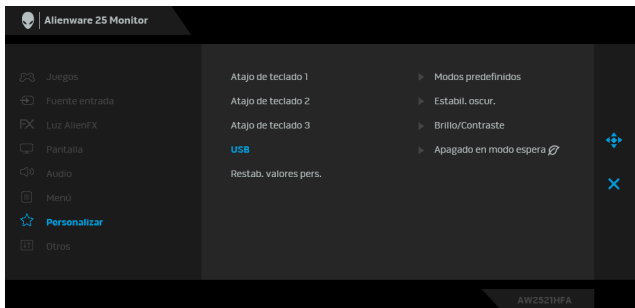 Alienware 25 Monitor
Juegos
Fuente entrada
FX Luz AlienFX
Pantalla
Audio
Menú
Personalizar
Otros
Atajo de teclado 1 Modos predefinidos
Atajo de teclado 2 Estabil. oscur.
Atajo de teclado 3 Brillo/Contraste
USB Apagado en modo espera
Restab. valores pers.
AW2521HFA